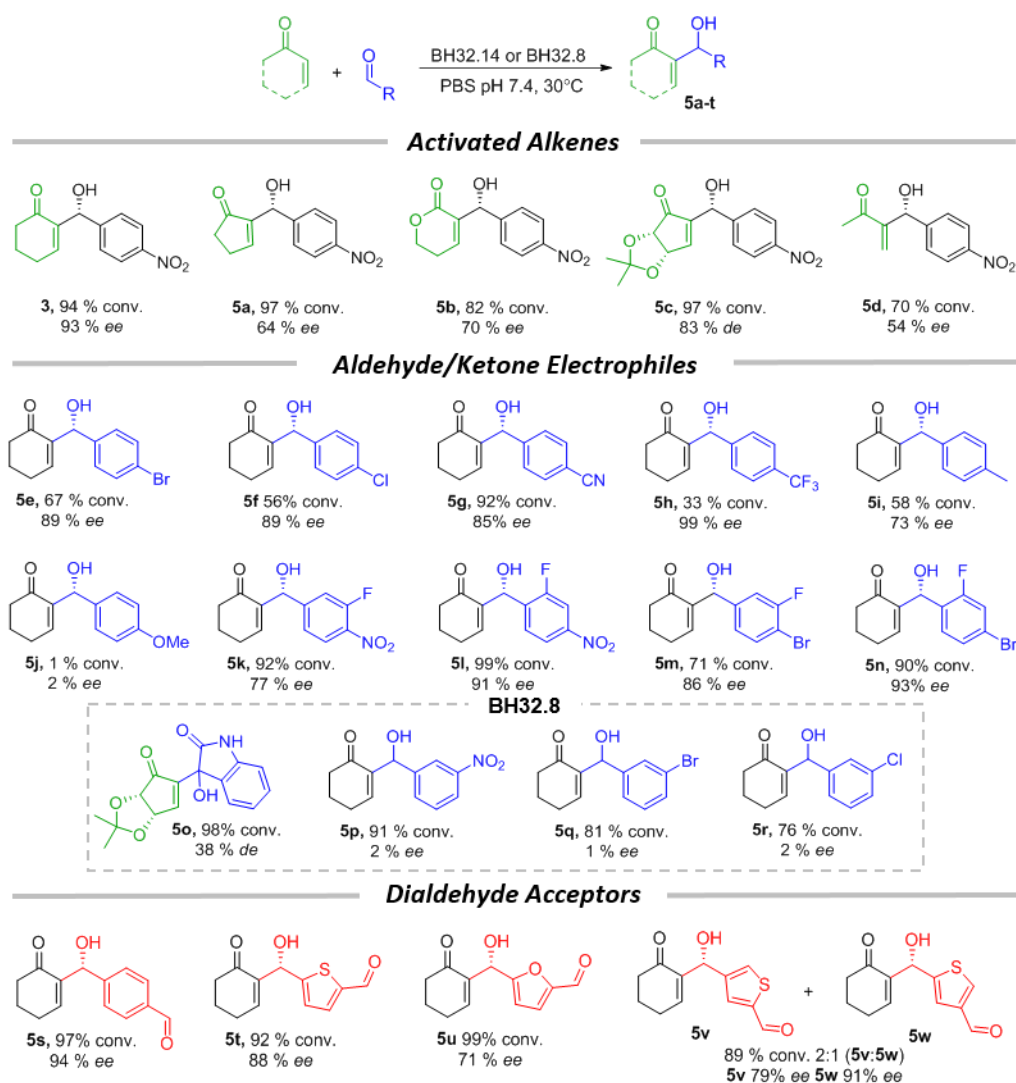 O
OH
O
BH32.14 or BH32.8
+
R
PBS pH 7.4, 30°C
R
5a-t
Activated Alkenes
O OH
NO2
3, 94 % conv.
93 % ee
O OH
NO2
5a, 97 % conv.
64 % ee
O OH
O
NO2
5b, 82 % conv.
70 % ee
O OH
O
O
NO2
5c, 97 % conv.
83 % de
O OH
NO2
5d, 70 % conv.
54 % ee
Aldehyde/Ketone Electrophiles
O OH
Br
5e, 67 % conv.
89 % ee
O OH
Cl
5f 56% conv.
89 % ee
O OH
CN
5g, 92% conv.
85% ee
O OH
CF3
5h, 33 % conv.
99 % ee
O OH
5i, 58 % conv.
73 % ee
O OH
OMe
5j, 1 % conv.
2 % ee
O OH
F
NO2
5k, 92% conv.
77 % ee
O OH F
NO2
5l, 99% conv.
91 % ee
O OH
F
Br
5m, 71 % conv.
86 % ee
O OH F
Br
5n, 90% conv.
93% ee
BH32.8
O
NH
O
OH
O
O
5o, 98% conv.
38 % de
O OH
NO2
5p, 91 % conv.
2 % ee
O OH
Br
5q, 81 % conv.
1 % ee
O OH
Cl
5r, 76 % conv.
2 % ee
Dialdehyde Acceptors
O OH
O
5s, 97% conv.
94 % ee
O OH
S
O
5t, 92 % conv.
88 % ee
O OH
O
O
5u 99% conv.
71 % ee
O OH
S
O
5v
+
O OH
S
O
5w
89 % conv. 2:1 (5v:5w)
5v 79% ee 5w 91% ee